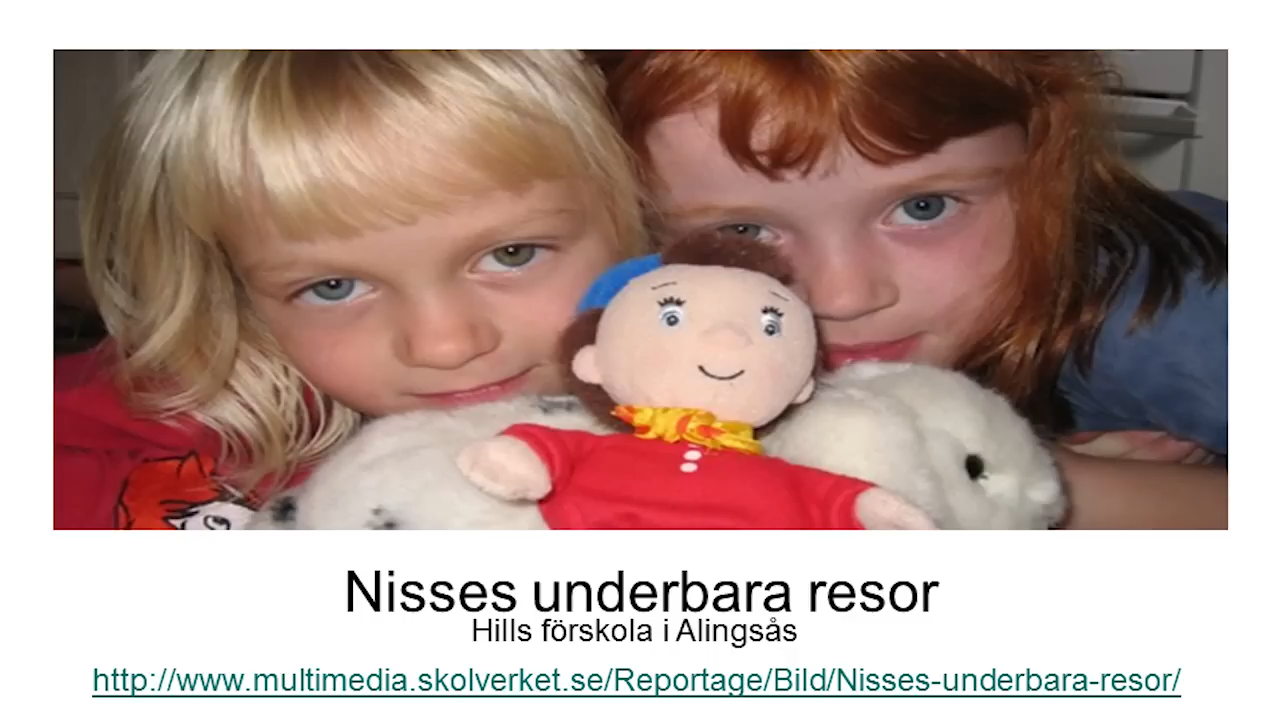 Nisses underbara resor
Hills förskola i Alingsås
http://www.multimedia.skolverket.se/Reportage/Bild/Nisses-underbara-resor/